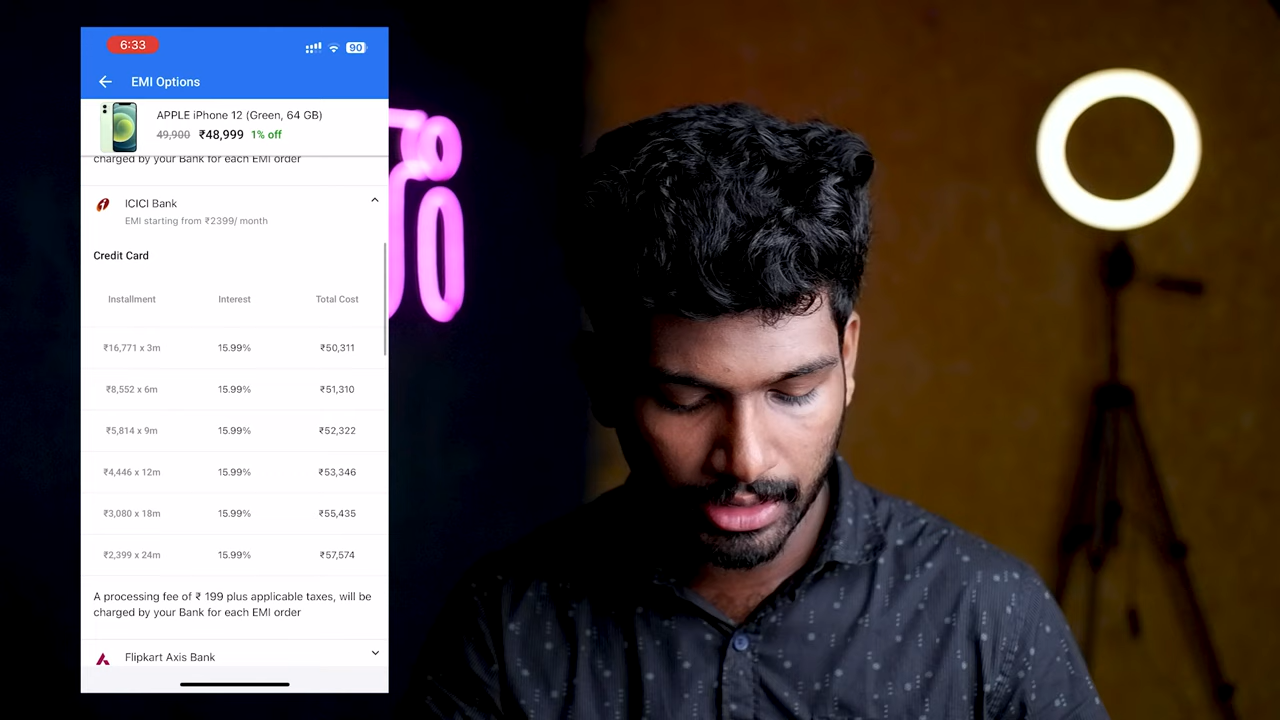 6:33
90
EMI Options
APPLE iPhone 12 (Green, 64 GB)
49,900 ₹48,999 1% off
charged by your Bank for each EMI order
ICICI Bank
EMI starting from ₹2399/ month
Credit Card
Installment Interest Total Cost
₹16,771 x 3m 15.99% ₹50,311
₹8,552 x 6m 15.99% ₹51,310
₹5,814 x 9m 15.99% ₹52,322
₹4,446 x 12m 15.99% ₹53,346
₹3,080 x 18m 15.99% ₹55,435
₹2,399 x 24m 15.99% ₹57,574
A processing fee of ₹ 199 plus applicable taxes, will be
charged by your Bank for each EMI order
Flipkart Axis Bank